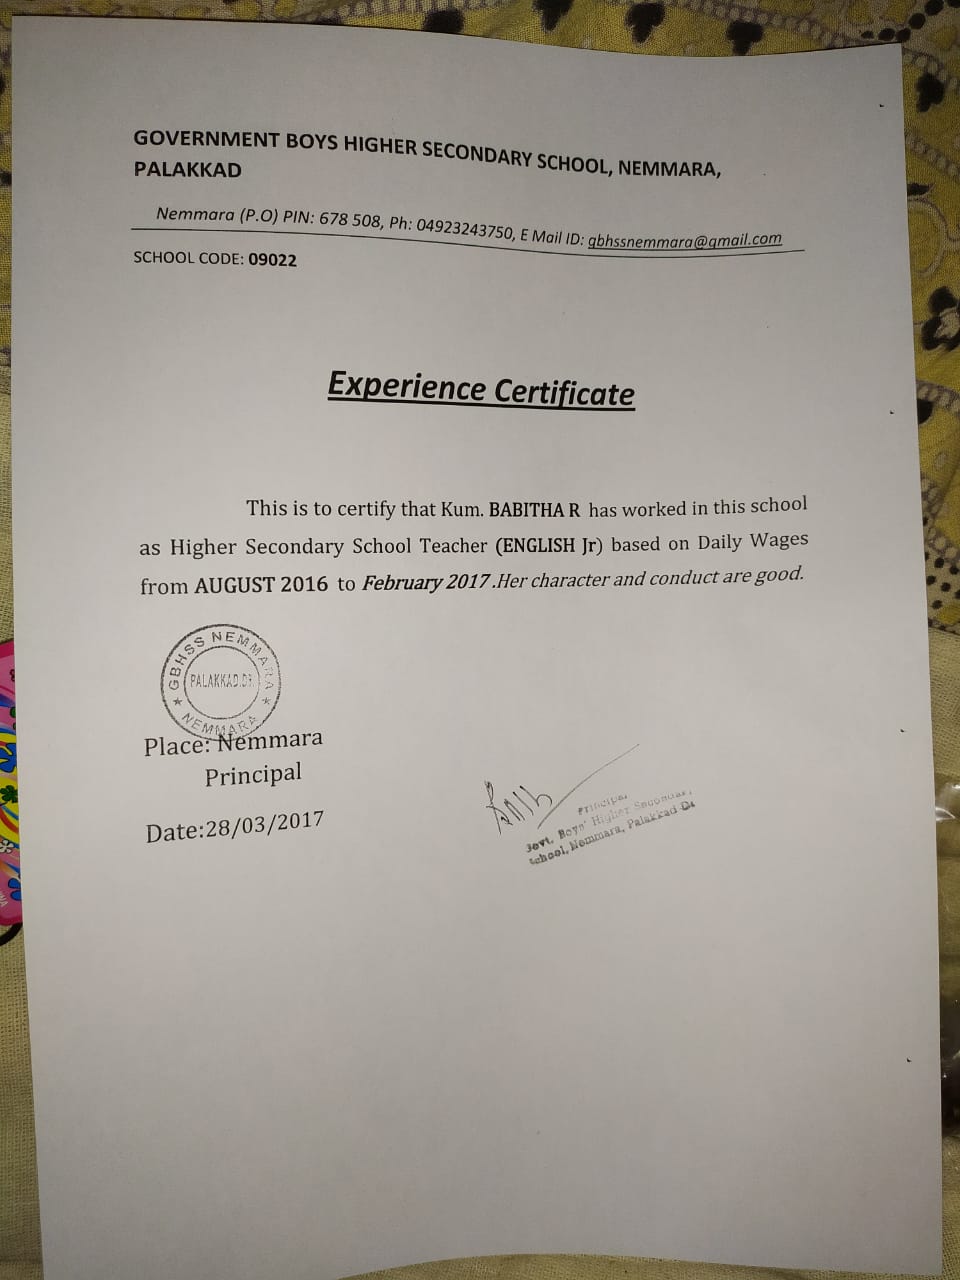 GOVERNMENT BOYS HIGHER SECONDARY SCHOOL, NEMMARA,
PALAKKAD
Nemmara (P.O) PIN: 678 508, Ph: 04923243750, E Mail ID: gbhssnemmara@gmail.com
SCHOOL CODE: 09022
Experience Certificate
This is to certify that Kum. BABITHA R has worked in this school
as Higher Secondary School Teacher (ENGLISH Jr) based on Daily Wages
from AUGUST 2016 to February 2017.Her character and conduct are good.
GBHSS NEMMARA
PALAKKAD.Dt.
★ NEMMARA ★
Place: Nemmara
Principal
Date:28/03/2017
Principal
Govt. Boys' Higher Secondary
School, Nemmara, Palakkad Dt